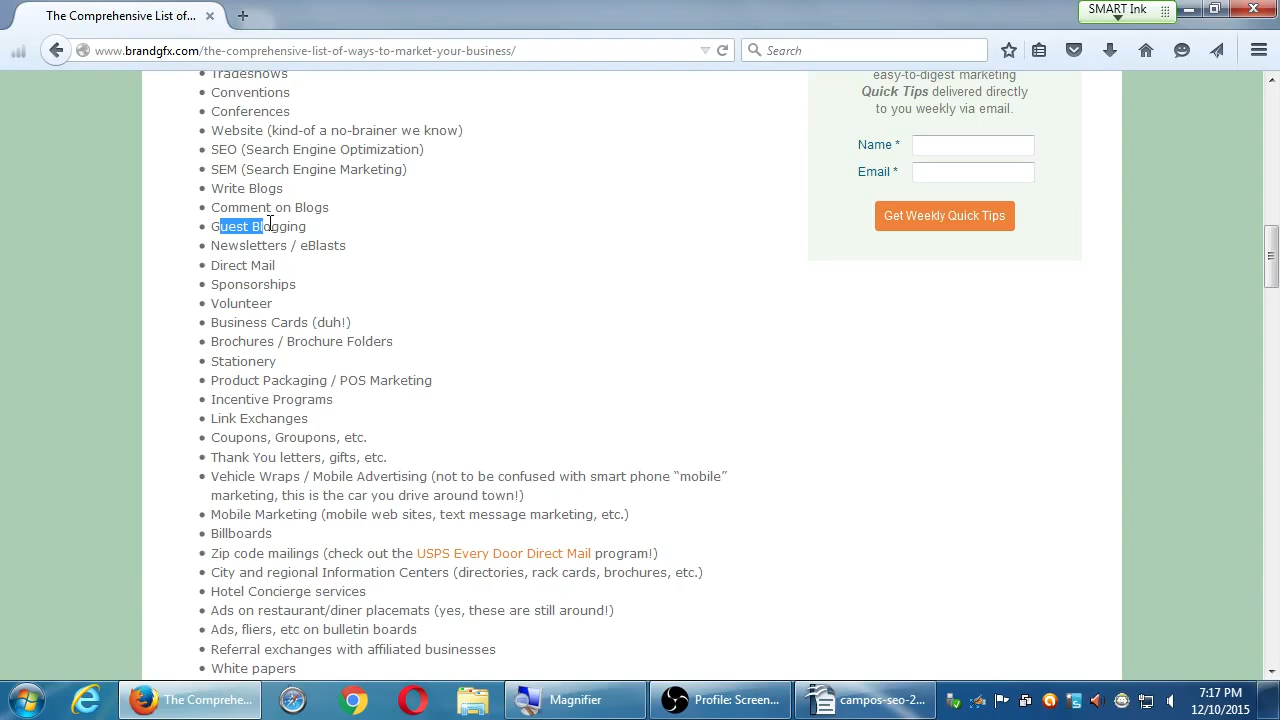 The Comprehensive List of...
SMART Ink
www.brandgfx.com/the-comprehensive-list-of-ways-to-market-your-business/
Search
Tradeshows
Conventions
Conferences
Website (kind-of a no-brainer we know)
SEO (Search Engine Optimization)
SEM (Search Engine Marketing)
Write Blogs
Comment on Blogs
Guest Blogging
Newsletters / eBlasts
Direct Mail
Sponsorships
Volunteer
Business Cards (duh!)
Brochures / Brochure Folders
Stationery
Product Packaging / POS Marketing
Incentive Programs
Link Exchanges
Coupons, Groupons, etc.
Thank You letters, gifts, etc.
Vehicle Wraps / Mobile Advertising (not to be confused with smart phone “mobile”
marketing, this is the car you drive around town!)
Mobile Marketing (mobile web sites, text message marketing, etc.)
Billboards
Zip code mailings (check out the USPS Every Door Direct Mail program!)
City and regional Information Centers (directories, rack cards, brochures, etc.)
Hotel Concierge services
Ads on restaurant/diner placemats (yes, these are still around!)
Ads, fliers, etc on bulletin boards
Referral exchanges with affiliated businesses
White papers
easy-to-digest marketing
Quick Tips delivered directly
to you weekly via email.
Name *
Email *
Get Weekly Quick Tips
The Comprehe...
Magnifier
Profile: Screen...
campos-seo-2...
7:17 PM
12/10/2015